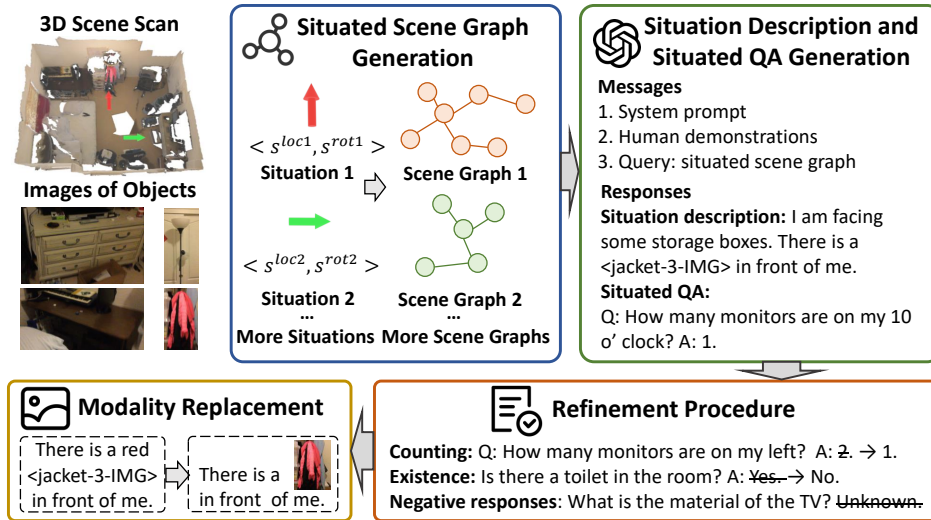 3D Scene Scan
Images of Objects
Situated Scene Graph
Generation
< s^{loc1}, s^{rot1} >
Situation 1
Scene Graph 1
< s^{loc2}, s^{rot2} >
Situation 2
Scene Graph 2
...
...
More Situations
More Scene Graphs
Situation Description and
Situated QA Generation
Messages
1. System prompt
2. Human demonstrations
3. Query: situated scene graph
Responses
Situation description: I am facing
some storage boxes. There is a
<jacket-3-IMG> in front of me.
Situated QA:
Q: How many monitors are on my 10
o' clock? A: 1.
Modality Replacement
There is a red
<jacket-3-IMG>
in front of me.
There is a
in front of me.
Refinement Procedure
Counting: Q: How many monitors are on my left? A: 2. → 1.
Existence: Is there a toilet in the room? A: Yes. → No.
Negative responses: What is the material of the TV? Unknown.